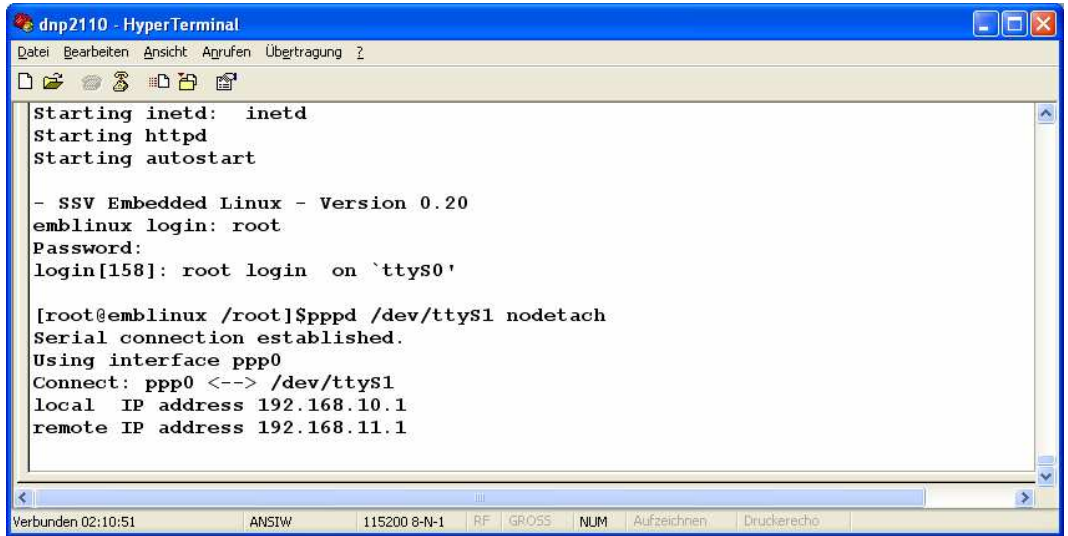 dnp2110 - HyperTerminal
Datei Bearbeiten Ansicht Anrufen Übertragung ?
Starting inetd:  inetd
Starting httpd
Starting autostart
- SSV Embedded Linux - Version 0.20
emblinux login: root
Password:
login[158]: root login  on `ttyS0'
[root@emblinux /root]$pppd /dev/ttyS1 nodetach
Serial connection established.
Using interface ppp0
Connect: ppp0 <--> /dev/ttyS1
local  IP address 192.168.10.1
remote IP address 192.168.11.1
Verbunden 02:10:51 ANSIW 115200 8-N-1 RF GROSS NUM Aufzeichnen Druckerecho